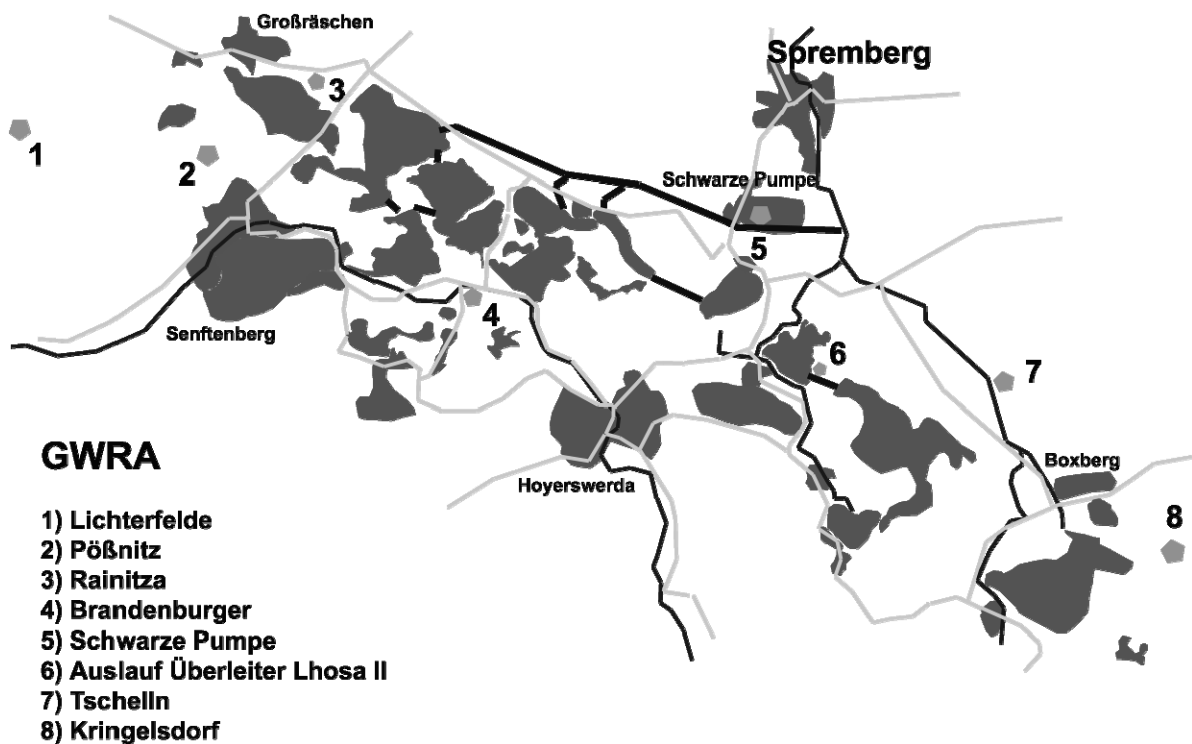 Großräschen
Spremberg
3
1
2
Schwarze Pumpe
5
4
Senftenberg
6
7
Hoyerswerda
Boxberg
8
GWRA
1) Lichterfelde
2) Pößnitz
3) Rainitza
4) Brandenburger
5) Schwarze Pumpe
6) Auslauf Überleiter Lhosa II
7) Tschelln
8) Kringelsdorf